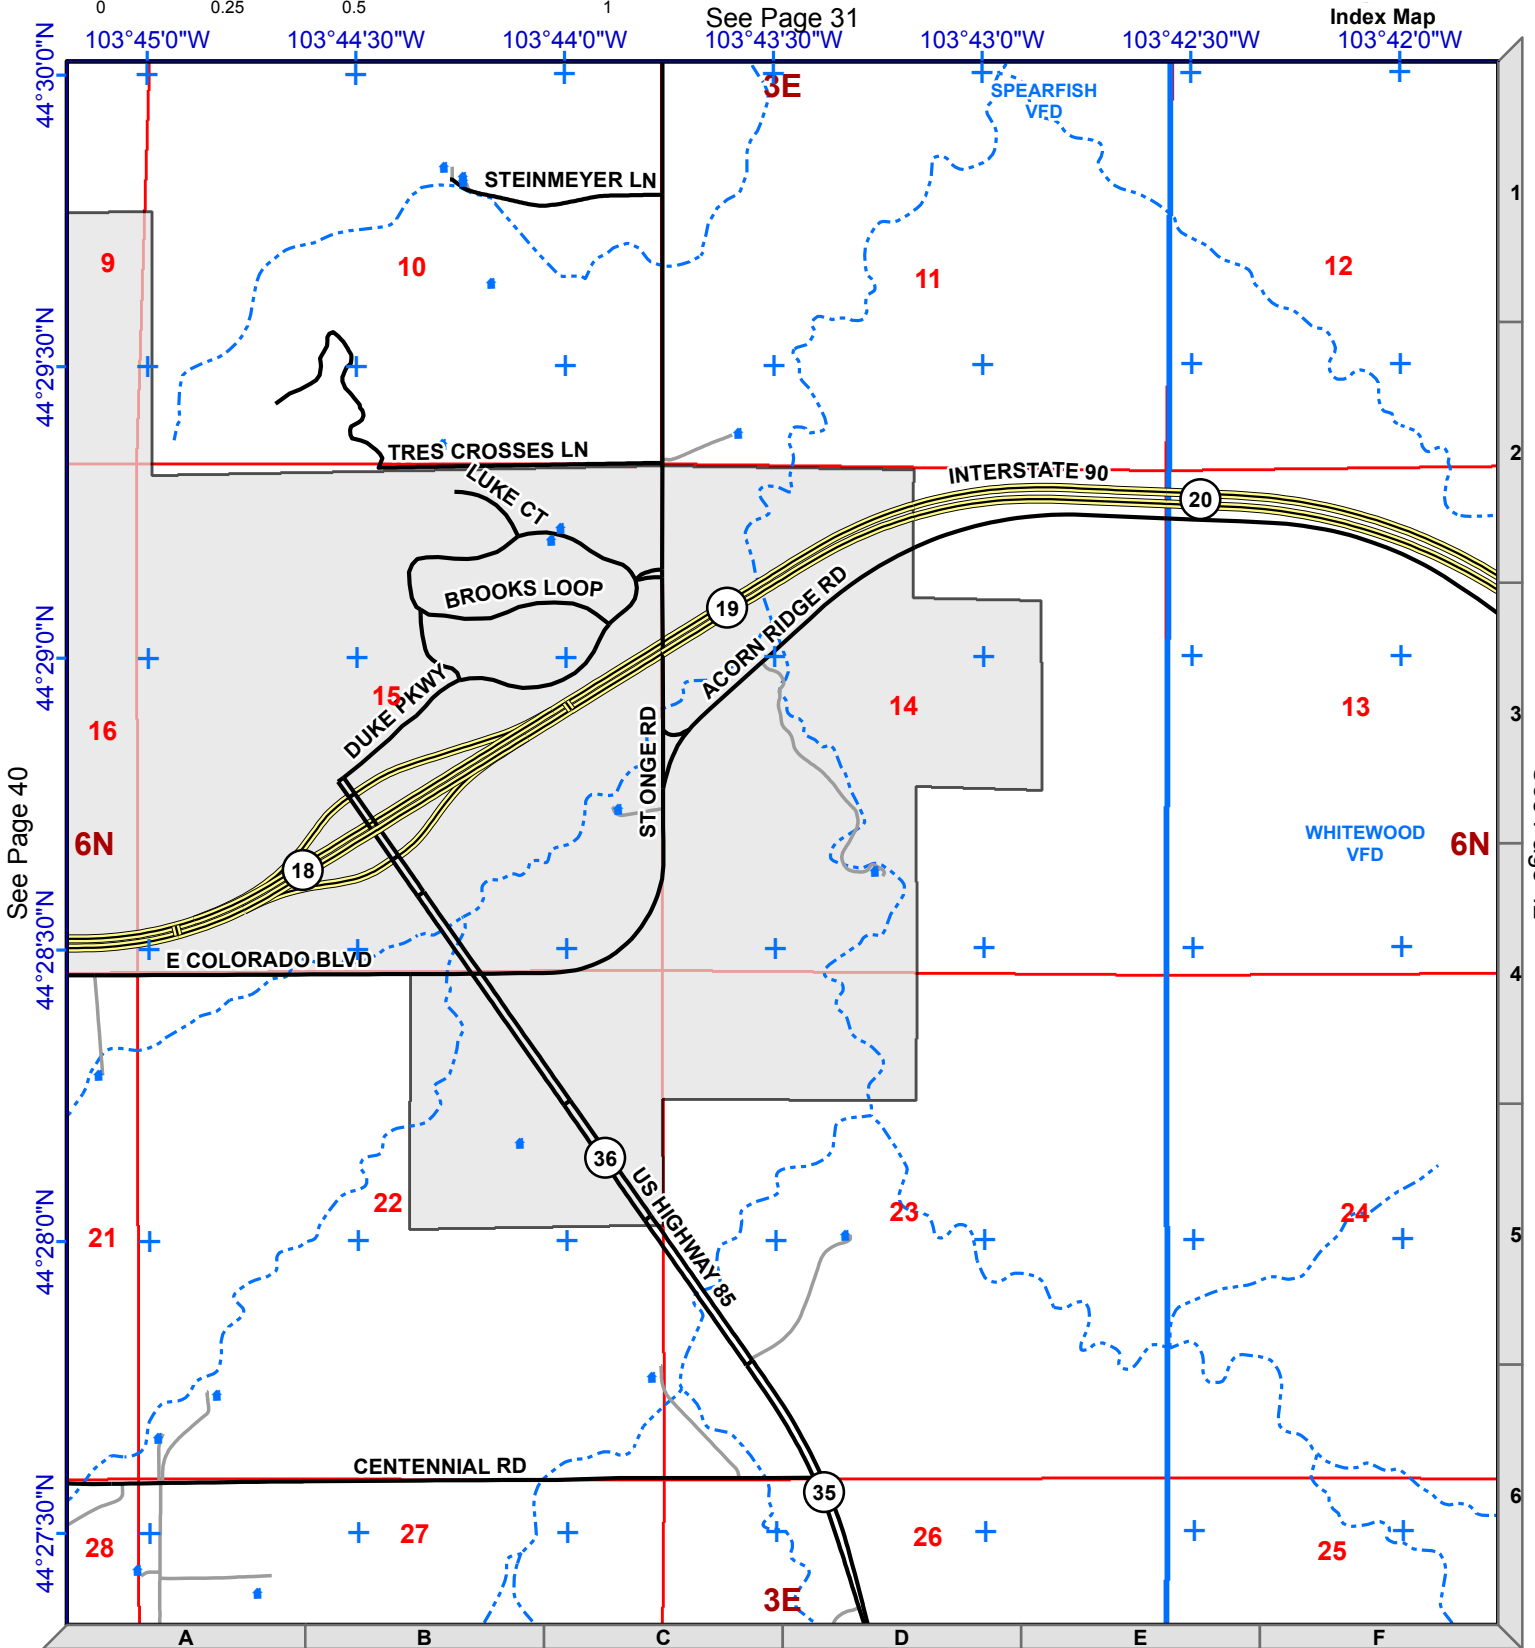 0 0.25 0.5 1
See Page 31
Index Map
103°45'0"W 103°44'30"W 103°44'0"W 103°43'30"W 103°43'0"W 103°42'30"W 103°42'0"W
44°30'0"N
3E
SPEARFISH
VFD
STEINMEYER LN
1
9
10
11
12
44°29'30"N
TRES CROSSES LN
2
INTERSTATE 90
LUKE CT
20
BROOKS LOOP
19
ACORN RIDGE RD
44°29'0"N
DUKE PKWY
15
14
13
16
3
ST ONGE RD
See Page 40
6N
WHITEWOOD
VFD
6N
18
44°28'30"N
E COLORADO BLVD
4
36
US HIGHWAY 85
22
23
24
21
44°28'0"N
5
CENTENNIAL RD
35
6
44°27'30"N
28
27
26
25
3E
A B C D E F